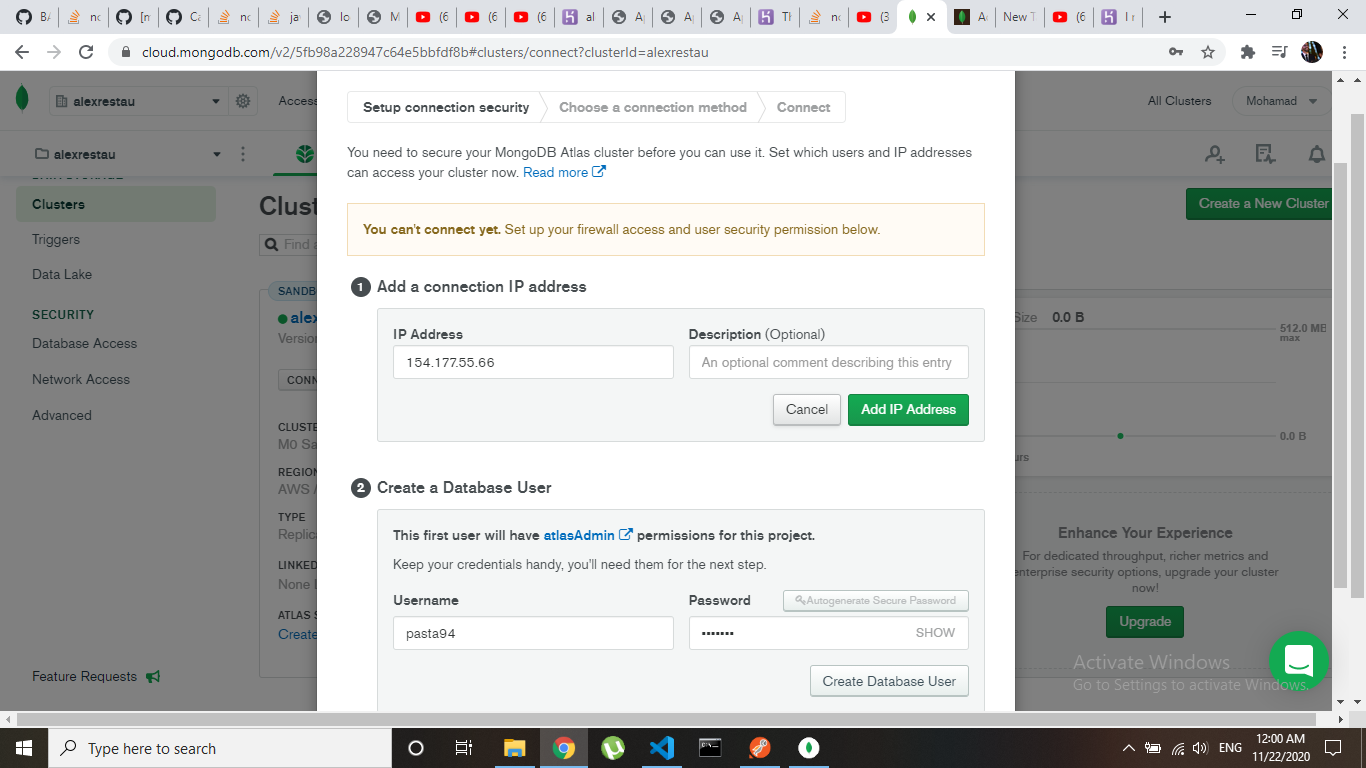 BA
no
[m
Ca
no
ja
lo
M
(6
(6
(6
al
Ap
Ap
Ap
Th
no
(3
Ac
New T
(6
I n
cloud.mongodb.com/v2/5fb98a228947c64e5bbfdf8b#clusters/connect?clusterId=alexrestau
alexrestau
Access
All Clusters
Mohamad
alexrestau
Clusters
Triggers
Data Lake
SECURITY
Database Access
Network Access
Advanced
Feature Requests
Clust
Find a
SANDB
alex
Version
CONN
CLUSTE
M0 Sa
REGION
AWS /
TYPE
Replic
LINKED
None L
ATLAS S
Create
Setup connection security
Choose a connection method
Connect
You need to secure your MongoDB Atlas cluster before you can use it. Set which users and IP addresses
can access your cluster now. Read more
You can't connect yet. Set up your firewall access and user security permission below.
1 Add a connection IP address
IP Address
Description (Optional)
154.177.55.66
An optional comment describing this entry
Cancel
Add IP Address
2 Create a Database User
This first user will have atlasAdmin permissions for this project.
Keep your credentials handy, you'll need them for the next step.
Username
Password
Autogenerate Secure Password
pasta94
•••••••
SHOW
Create Database User
Create a New Cluster
Size 0.0 B
512.0 MB
max
0.0 B
urs
Enhance Your Experience
For dedicated throughput, richer metrics and
enterprise security options, upgrade your cluster
now!
Upgrade
Activate Windows
Go to Settings to activate Windows.
Type here to search
ENG
12:00 AM
11/22/2020